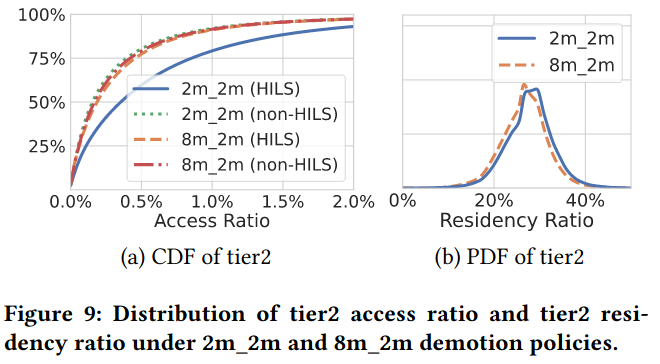 100%
75%
50%
25%
2m_2m (HILS)
2m_2m (non-HILS)
8m_2m (HILS)
8m_2m (non-HILS)
0.0% 0.5% 1.0% 1.5% 2.0%
Access Ratio
(a) CDF of tier2
2m_2m
8m_2m
0% 20% 40%
Residency Ratio
(b) PDF of tier2
Figure 9: Distribution of tier2 access ratio and tier2 resi-
dency ratio under 2m_2m and 8m_2m demotion policies.